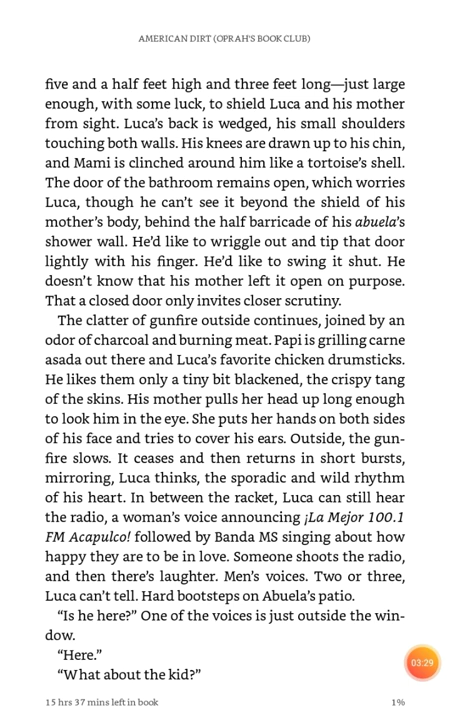 AMERICAN DIRT (OPRAH'S BOOK CLUB)
five and a half feet high and three feet long—just large
enough, with some luck, to shield Luca and his mother
from sight. Luca's back is wedged, his small shoulders
touching both walls. His knees are drawn up to his chin,
and Mami is clinched around him like a tortoise's shell.
The door of the bathroom remains open, which worries
Luca, though he can't see it beyond the shield of his
mother's body, behind the half barricade of his abuela's
shower wall. He'd like to wriggle out and tip that door
lightly with his finger. He'd like to swing it shut. He
doesn't know that his mother left it open on purpose.
That a closed door only invites closer scrutiny.
The clatter of gunfire outside continues, joined by an
odor of charcoal and burning meat. Papi is grilling carne
asada out there and Luca's favorite chicken drumsticks.
He likes them only a tiny bit blackened, the crispy tang
of the skins. His mother pulls her head up long enough
to look him in the eye. She puts her hands on both sides
of his face and tries to cover his ears. Outside, the gun-
fire slows. It ceases and then returns in short bursts,
mirroring, Luca thinks, the sporadic and wild rhythm
of his heart. In between the racket, Luca can still hear
the radio, a woman's voice announcing ¡La Mejor 100.1
FM Acapulco! followed by Banda MS singing about how
happy they are to be in love. Someone shoots the radio,
and then there's laughter. Men's voices. Two or three,
Luca can't tell. Hard bootsteps on Abuela's patio.
"Is he here?" One of the voices is just outside the win-
dow.
"Here."
"What about the kid?"
03:29
15 hrs 37 mins left in book
1%